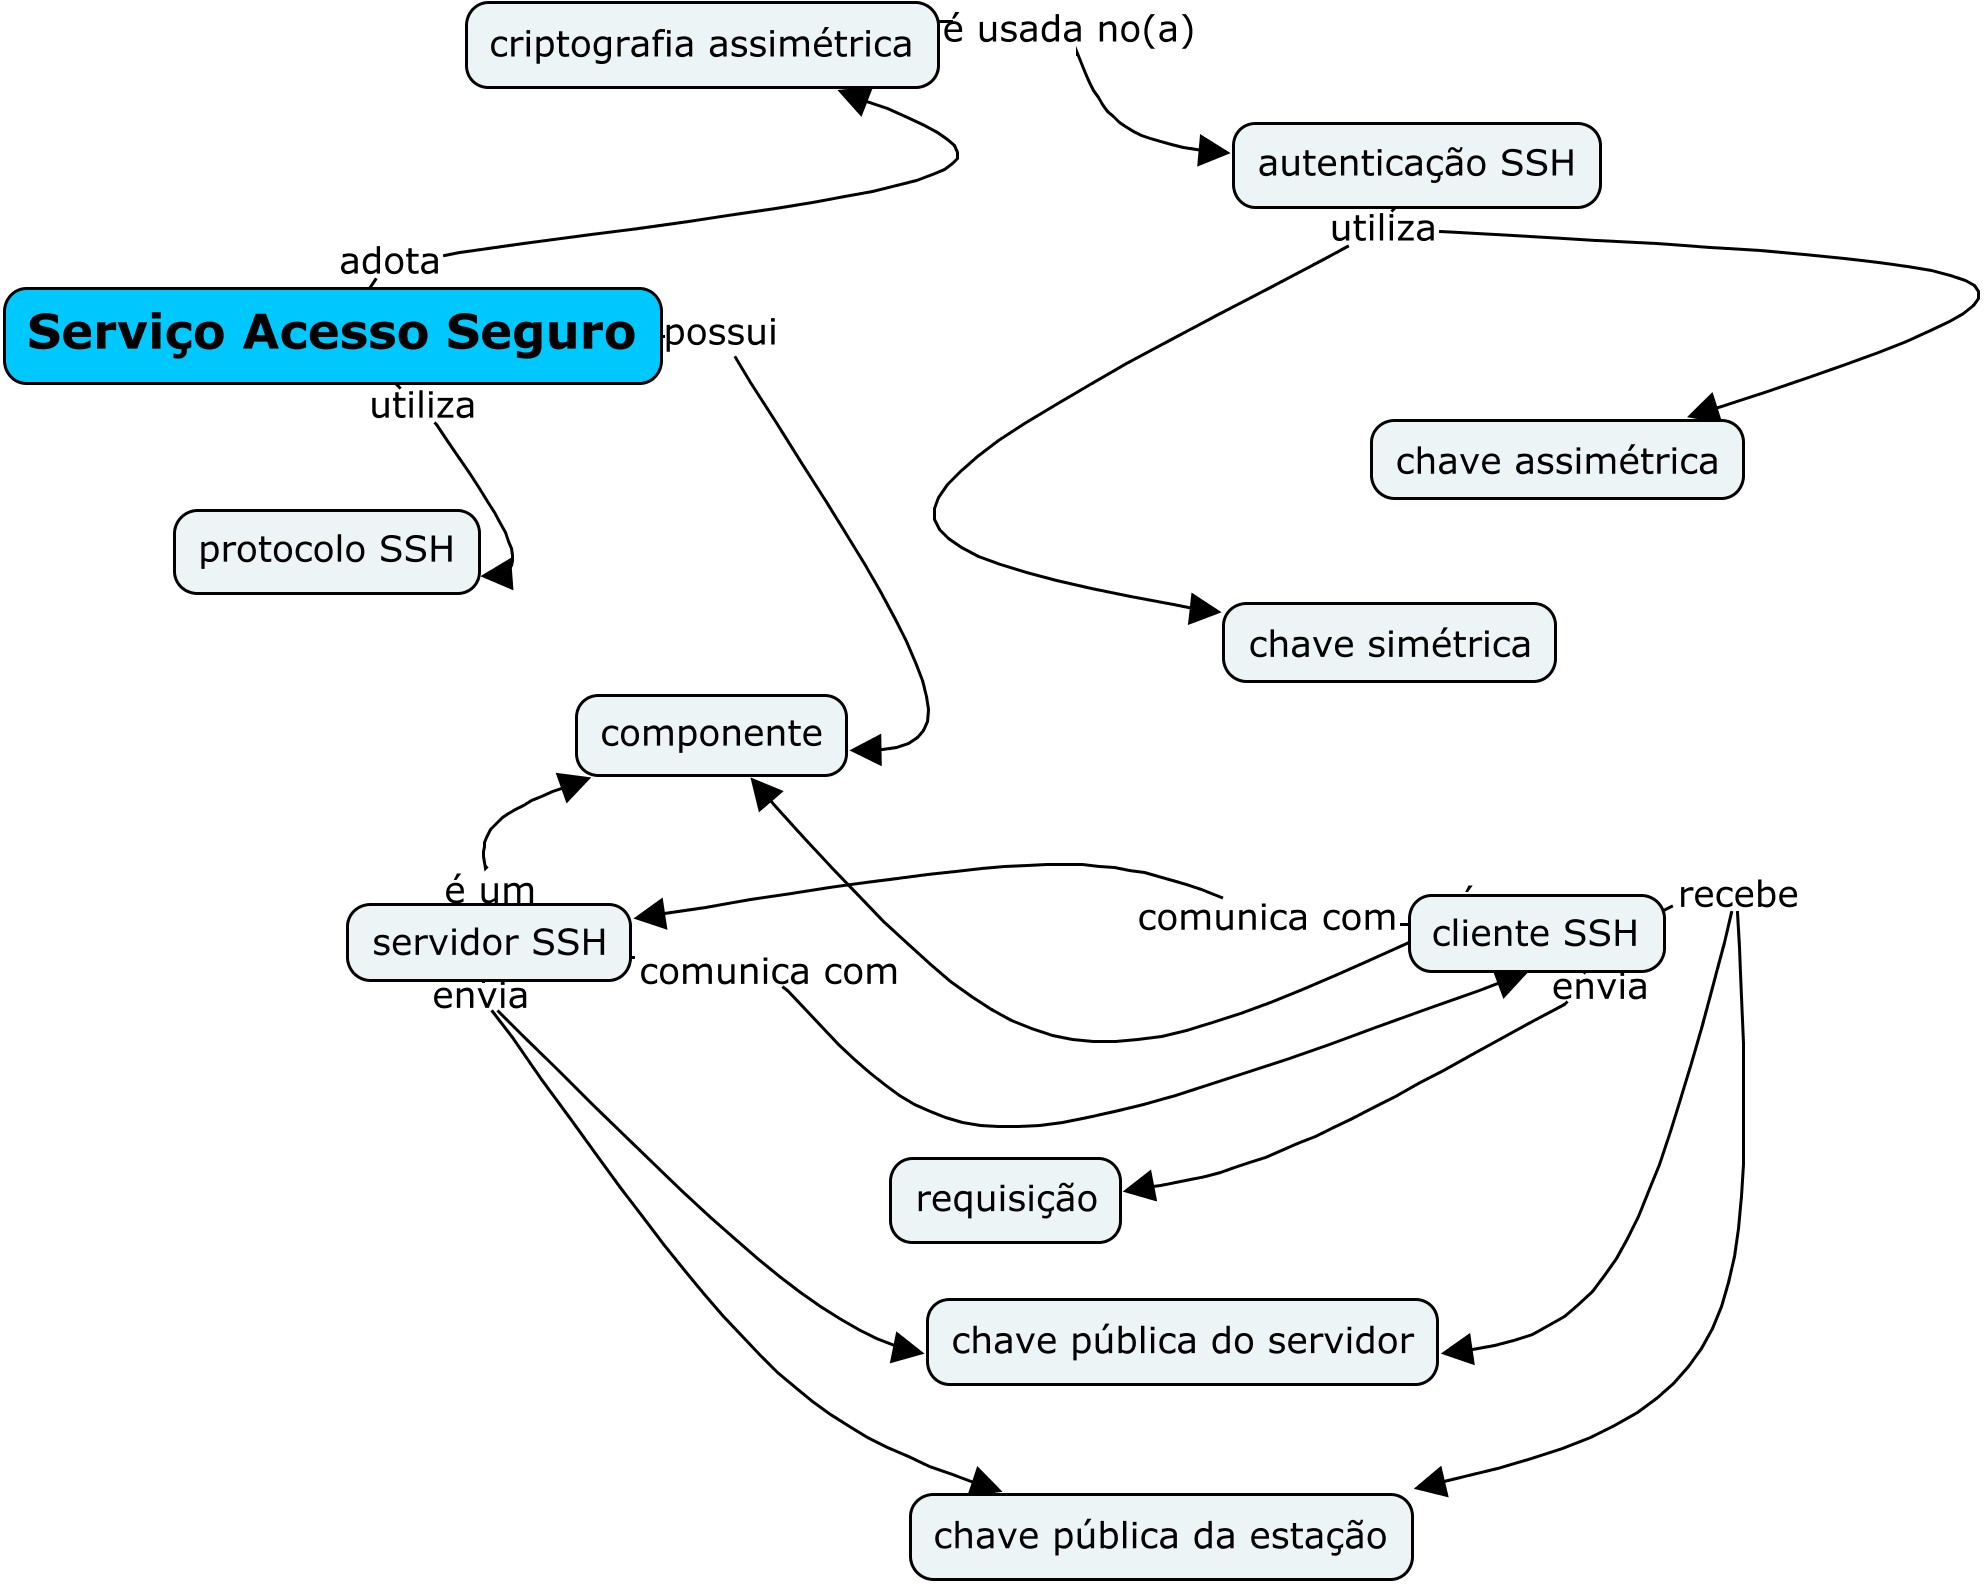 criptografia assimétrica
é usada no(a)
autenticação SSH
utiliza
adota
Serviço Acesso Seguro
possui
utiliza
chave assimétrica
protocolo SSH
chave simétrica
componente
é um
recebe
comunica com
cliente SSH
servidor SSH
comunica com
envia
envia
requisição
chave pública do servidor
chave pública da estação